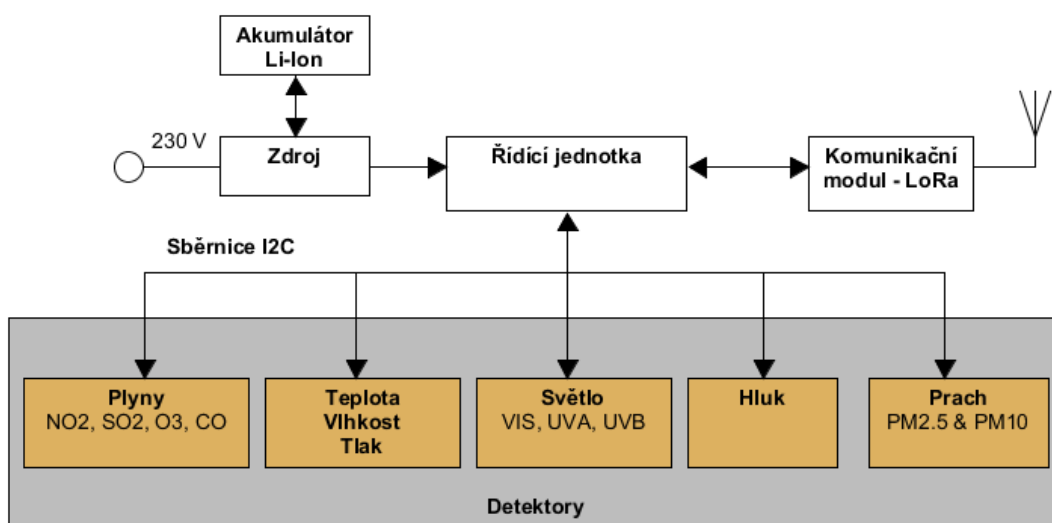 Akumulátor
Li-Ion
230 V
Zdroj
Řídící jednotka
Komunikační
modul - LoRa
Sběrnice I2C
Plyny
NO2, SO2, O3, CO
Teplota
Vlhkost
Tlak
Světlo
VIS, UVA, UVB
Hluk
Prach
PM2.5 & PM10
Detektory